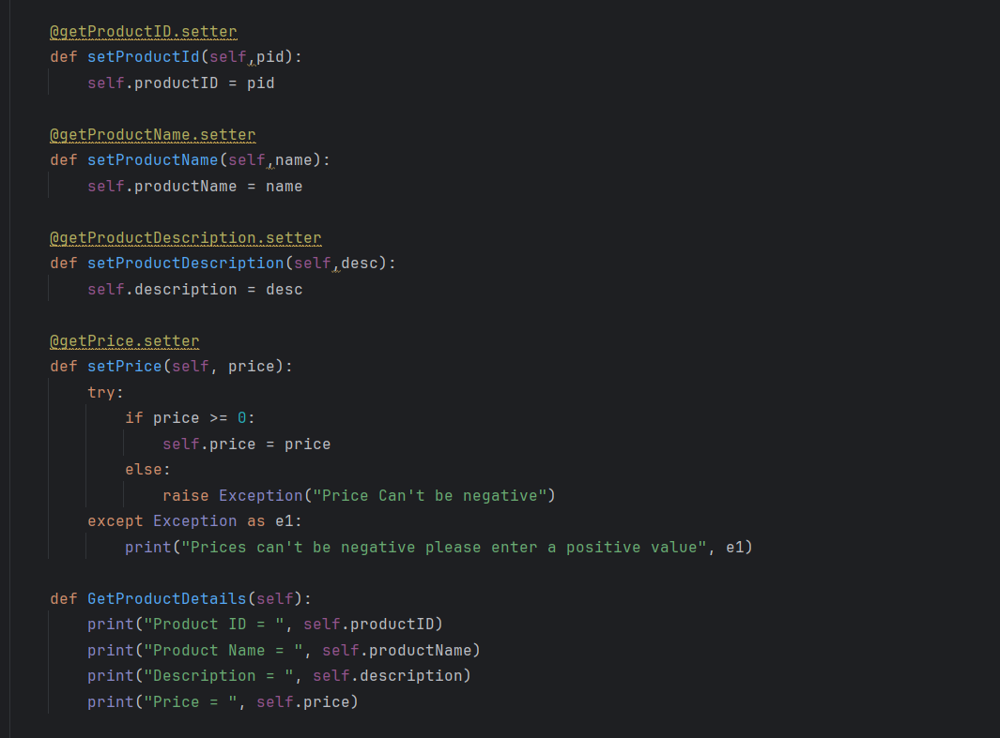 @getProductID.setter
def setProductId(self,pid):
    self.productID = pid
@getProductName.setter
def setProductName(self,name):
    self.productName = name
@getProductDescription.setter
def setProductDescription(self,desc):
    self.description = desc
@getPrice.setter
def setPrice(self, price):
    try:
        if price >= 0:
            self.price = price
        else:
            raise Exception("Price Can't be negative")
    except Exception as e1:
        print("Prices can't be negative please enter a positive value", e1)
def GetProductDetails(self):
    print("Product ID = ", self.productID)
    print("Product Name = ", self.productName)
    print("Description = ", self.description)
    print("Price = ", self.price)